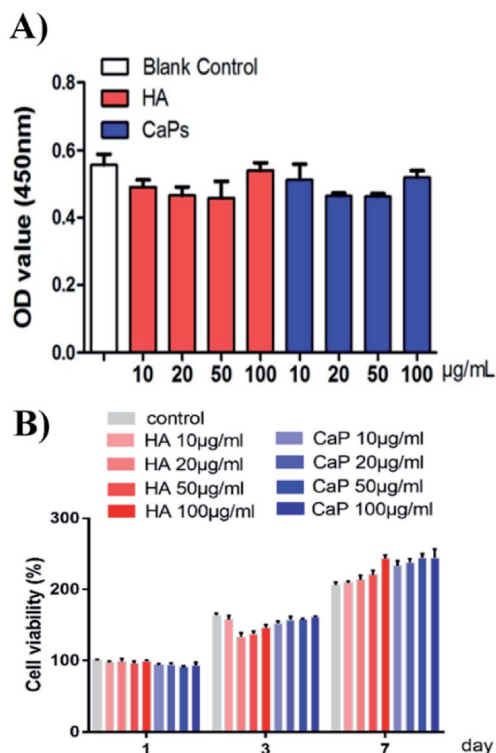 A)
Blank Control
HA
CaPs
OD value (450nm)
0.8
0.6
0.4
0.2
0.0
10 20 50 100 10 20 50 100 µg/mL
B)
control
HA 10µg/ml CaP 10µg/ml
HA 20µg/ml CaP 20µg/ml
HA 50µg/ml CaP 50µg/ml
HA 100µg/ml CaP 100µg/ml
Cell viability (%)
300
200
100
0
1 3 7 day